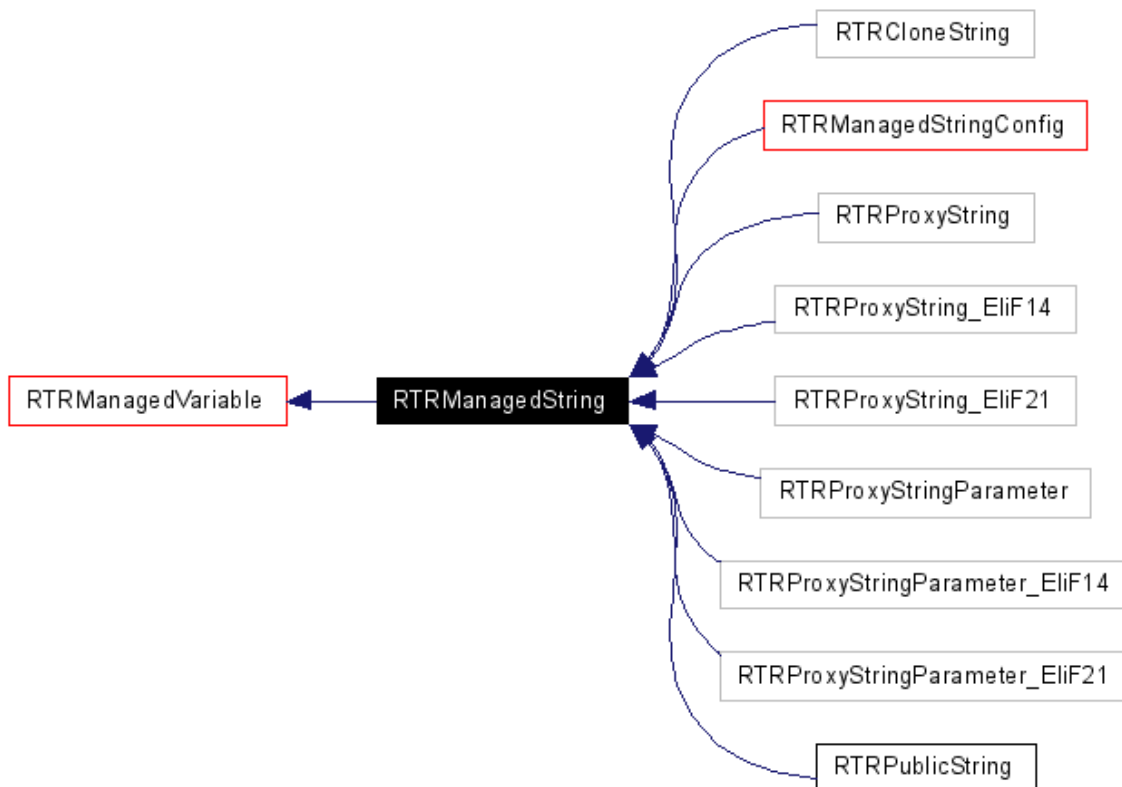 RTRCloneString
RTRManagedStringConfig
RTRProxyString
RTRProxyString_EliF14
RTRManagedVariable
RTRManagedString
RTRProxyString_EliF21
RTRProxyStringParameter
RTRProxyStringParameter_EliF14
RTRProxyStringParameter_EliF21
RTRPublicString